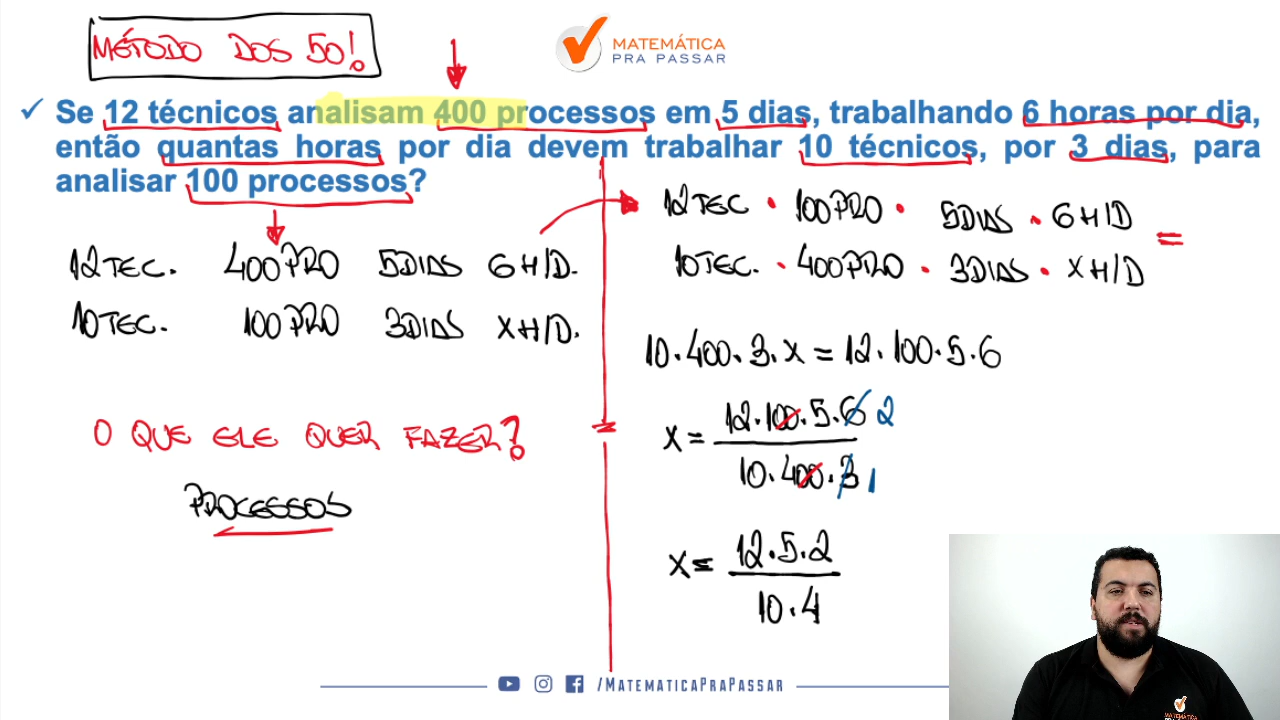 MÉTODO DOS 50!
MATEMÁTICA
PRA PASSAR
✓ Se 12 técnicos analisam 400 processos em 5 dias, trabalhando 6 horas por dia,
então quantas horas por dia devem trabalhar 10 técnicos, por 3 dias, para
analisar 100 processos?
12TEC. 400PRO 5DIAS 6H/D.
10TEC. 100PRO 3DIAS XH/D.
O QUE ELE QUER FAZER?
PROCESSOS
12TEC • 100PRO • 5DIAS • 6H/D =
10TEC. • 400PRO • 3DIAS • XH/D
10.400.3.x = 12.100.5.6
x = 12.100.5.6 2
10.400.3 1
x = 12.5.2
10.4
/MATEMATICAPRAPASSAR
MATEMÁTICA
PRA PASSAR